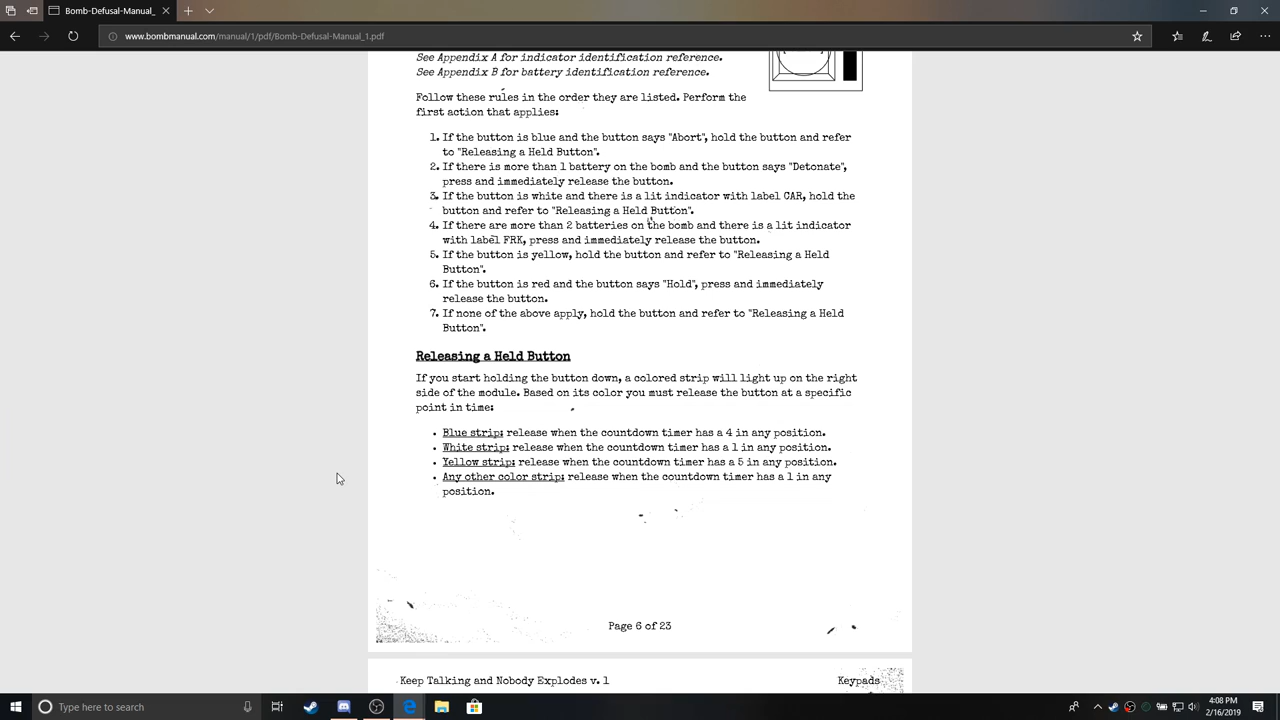 Bomb-Defusal-Manual_
www.bombmanual.com/manual/1/pdf/Bomb-Defusal-Manual_1.pdf
See Appendix A for indicator identification reference.
See Appendix B for battery identification reference.
Follow these rules in the order they are listed. Perform the
first action that applies:
1. If the button is blue and the button says "Abort", hold the button and refer
to "Releasing a Held Button".
2. If there is more than 1 battery on the bomb and the button says "Detonate",
press and immediately release the button.
3. If the button is white and there is a lit indicator with label CAR, hold the
button and refer to "Releasing a Held Button".
4. If there are more than 2 batteries on the bomb and there is a lit indicator
with label FRK, press and immediately release the button.
5. If the button is yellow, hold the button and refer to "Releasing a Held
Button".
6. If the button is red and the button says "Hold", press and immediately
release the button.
7. If none of the above apply, hold the button and refer to "Releasing a Held
Button".
Releasing a Held Button
If you start holding the button down, a colored strip will light up on the right
side of the module. Based on its color you must release the button at a specific
point in time:
• Blue strip: release when the countdown timer has a 4 in any position.
• White strip: release when the countdown timer has a 1 in any position.
• Yellow strip: release when the countdown timer has a 5 in any position.
• Any other color strip: release when the countdown timer has a 1 in any
position.
Page 6 of 23
Keep Talking and Nobody Explodes v. 1
Keypads
Type here to search
4:08 PM
2/16/2019